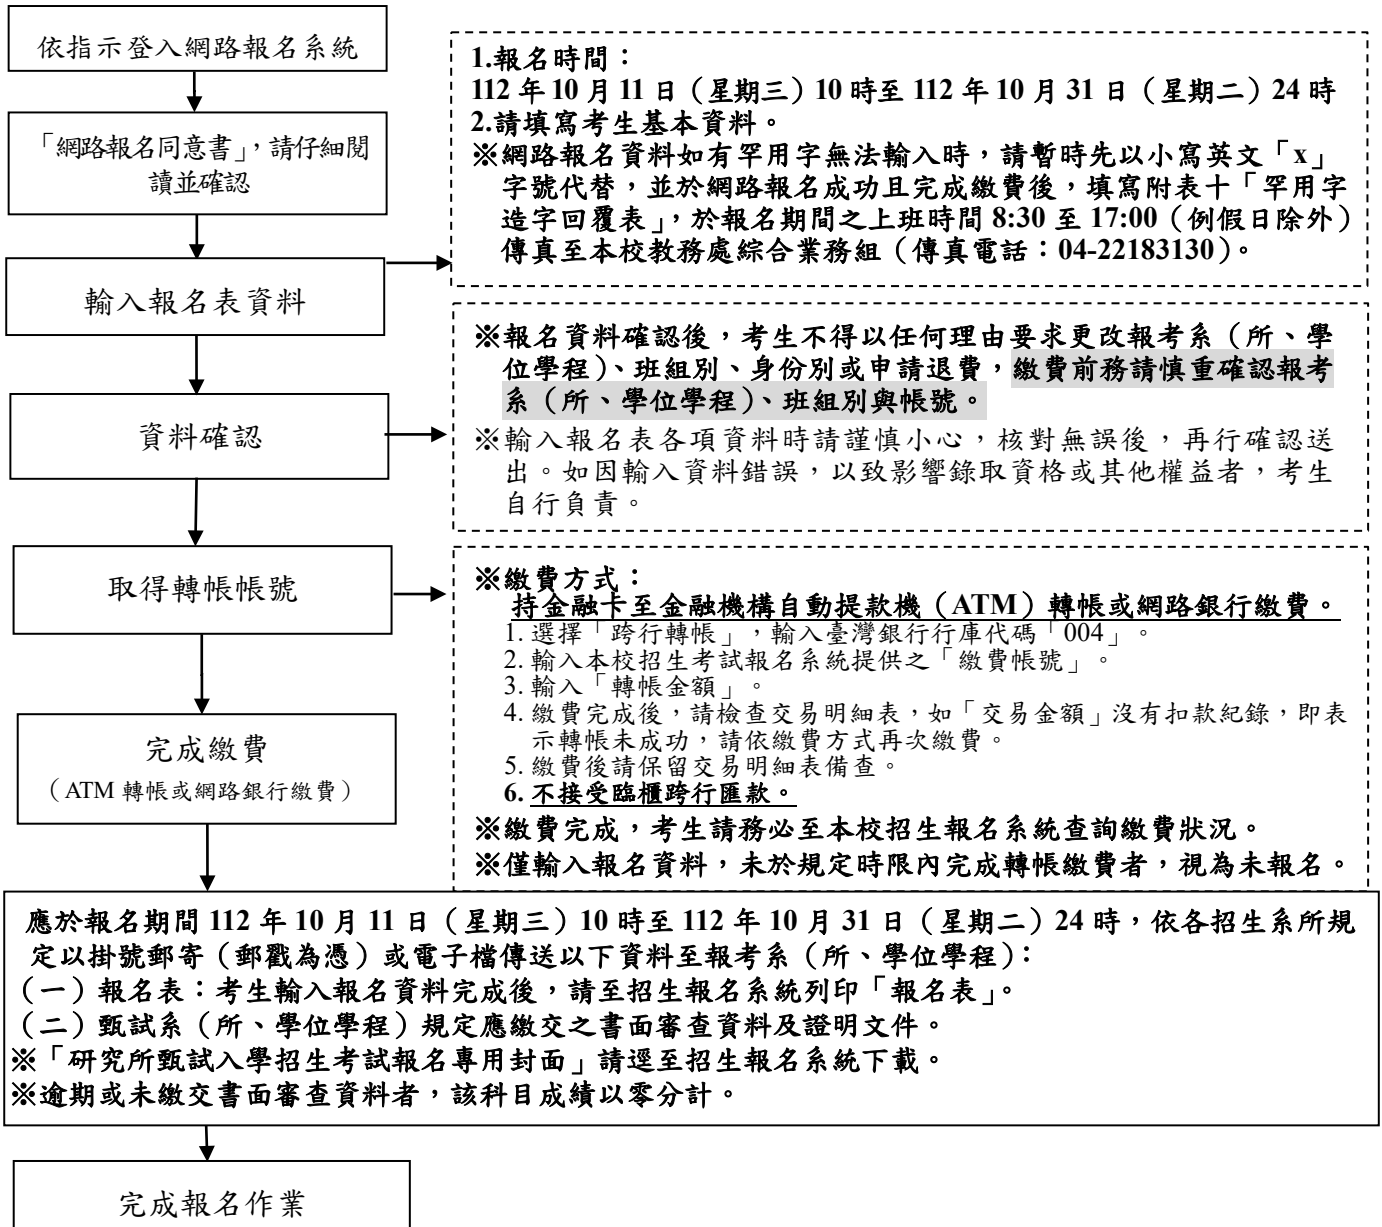 依指示登入網路報名系統
「網路報名同意書」，請仔細閱
讀並確認
輸入報名表資料
1.報名時間：
112 年 10 月 11 日（星期三）10 時至 112 年 10 月 31 日（星期二）24 時
2.請填寫考生基本資料。
※網路報名資料如有罕用字無法輸入時，請暫時先以小寫英文「x」
字號代替，並於網路報名成功且完成繳費後，填寫附表十「罕用字
造字回覆表」，於報名期間之上班時間 8:30 至 17:00（例假日除外）
傳真至本校教務處綜合業務組（傳真電話：04-22183130）。
資料確認
※報名資料確認後，考生不得以任何理由要求更改報考系（所、學
位學程）、班組別、身份別或申請退費，繳費前務請慎重確認報考
系（所、學位學程）、班組別與帳號。
※輸入報名表各項資料時請謹慎小心，核對無誤後，再行確認送
出。如因輸入資料錯誤，以致影響錄取資格或其他權益者，考生
自行負責。
取得轉帳帳號
※繳費方式：
持金融卡至金融機構自動提款機（ATM）轉帳或網路銀行繳費。
1. 選擇「跨行轉帳」，輸入臺灣銀行行庫代碼「004」。
2. 輸入本校招生考試報名系統提供之「繳費帳號」。
3. 輸入「轉帳金額」。
4. 繳費完成後，請檢查交易明細表，如「交易金額」沒有扣款紀錄，即表
示轉帳未成功，請依繳費方式再次繳費。
5. 繳費後請保留交易明細表備查。
6. 不接受臨櫃跨行匯款。
※繳費完成，考生請務必至本校招生報名系統查詢繳費狀況。
※僅輸入報名資料，未於規定時限內完成轉帳繳費者，視為未報名。
完成繳費
（ATM 轉帳或網路銀行繳費）
應於報名期間 112 年 10 月 11 日（星期三）10 時至 112 年 10 月 31 日（星期二）24 時，依各招生系所規
定以掛號郵寄（郵戳為憑）或電子檔傳送以下資料至報考系（所、學位學程）：
（一）報名表：考生輸入報名資料完成後，請至招生報名系統列印「報名表」。
（二）甄試系（所、學位學程）規定應繳交之書面審查資料及證明文件。
※「研究所甄試入學招生考試報名專用封面」請逕至招生報名系統下載。
※逾期或未繳交書面審查資料者，該科目成績以零分計。
完成報名作業